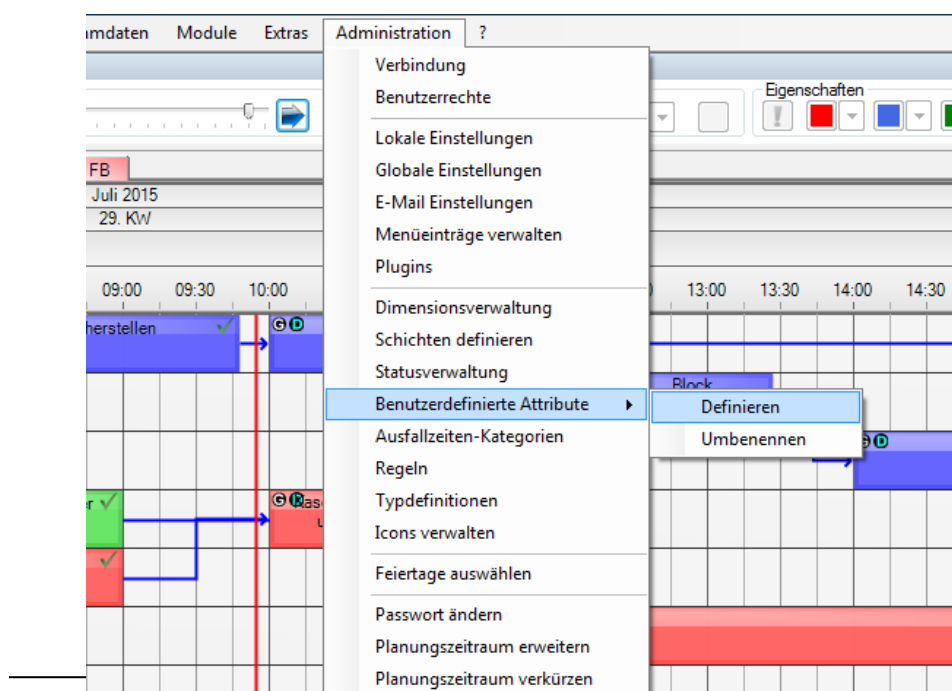 Module Extras Administration ?
Verbindung
Benutzerrechte
Eigenschaften
Lokale Einstellungen
Globale Einstellungen
E-Mail Einstellungen
Menüeinträge verwalten
Plugins
FB
Juli 2015
29. KW
09:00 09:30 10:00 13:00 13:30 14:00 14:30
Dimensionsverwaltung
Schichten definieren
Statusverwaltung
Benutzerdefinierte Attribute
Ausfallzeiten-Kategorien
Regeln
Typdefinitionen
Icons verwalten
Feiertage auswählen
Passwort ändern
Planungszeitraum erweitern
Planungszeitraum verkürzen
Definieren
Umbenennen
herstellen
G D
Block
G D